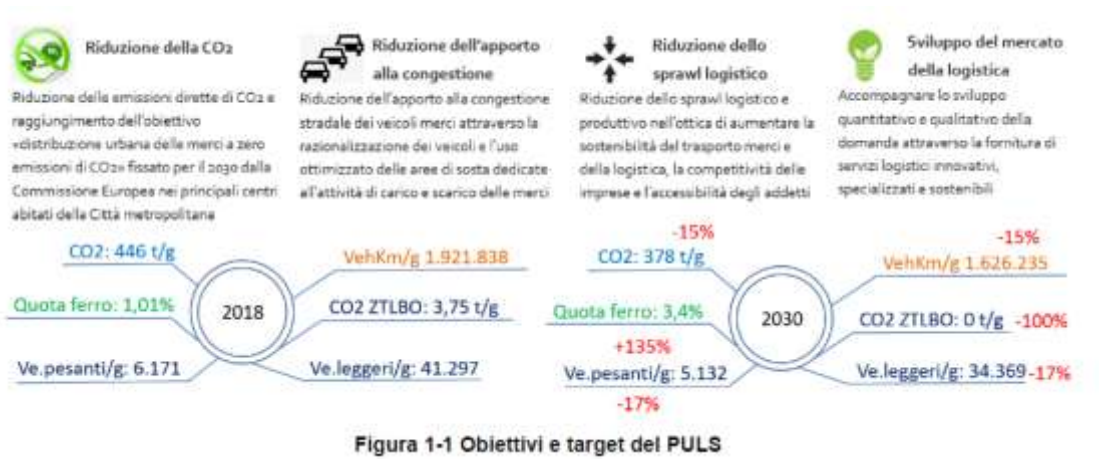 Riduzione della CO2
Riduzione delle emissioni dirette di CO2 e
raggiungimento dell'obiettivo
«distribuzione urbana delle merci a zero
emissioni di CO2» fissato per il 2030 dalla
Commissione Europea nei principali centri
abitati della Città metropolitana
Riduzione dell'apporto
alla congestione
Riduzione dell'apporto alla congestione
stradale dei veicoli merci attraverso la
razionalizzazione dei veicoli e l'uso
ottimizzato delle aree di sosta dedicate
all'attività di carico e scarico delle merci
Riduzione dello
sprawl logistico
Riduzione dello sprawl logistico e
produttivo nell'ottica di aumentare la
sostenibilità del trasporto merci e
della logistica, la competitività delle
imprese e l'accessibilità degli addetti
Sviluppo del mercato
della logistica
Accompagnare lo sviluppo
quantitativo e qualitativo della
domanda attraverso la fornitura di
servizi logistici innovativi,
specializzati e sostenibili
CO2: 446 t/g
Quota ferro: 1,01%
Ve.pesanti/g: 6.171
2018
VehKm/g 1.921.838
CO2 ZTLBO: 3,75 t/g
Ve.leggeri/g: 41.297
-15%
CO2: 378 t/g
Quota ferro: 3,4%
+135%
Ve.pesanti/g: 5.132
-17%
2030
-15%
VehKm/g 1.626.235
CO2 ZTLBO: 0 t/g -100%
Ve.leggeri/g: 34.369 -17%
Figura 1-1 Obiettivi e target del PULS